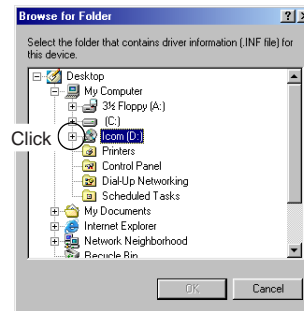 Browse for Folder
Select the folder that contains driver information (.INF file) for
this device.
Desktop
My Computer
3½ Floppy (A:)
(C:)
Click
Icom (D:)
Printers
Control Panel
Dial-Up Networking
Scheduled Tasks
My Documents
Internet Explorer
Network Neighborhood
Recycle Bin
OK
Cancel